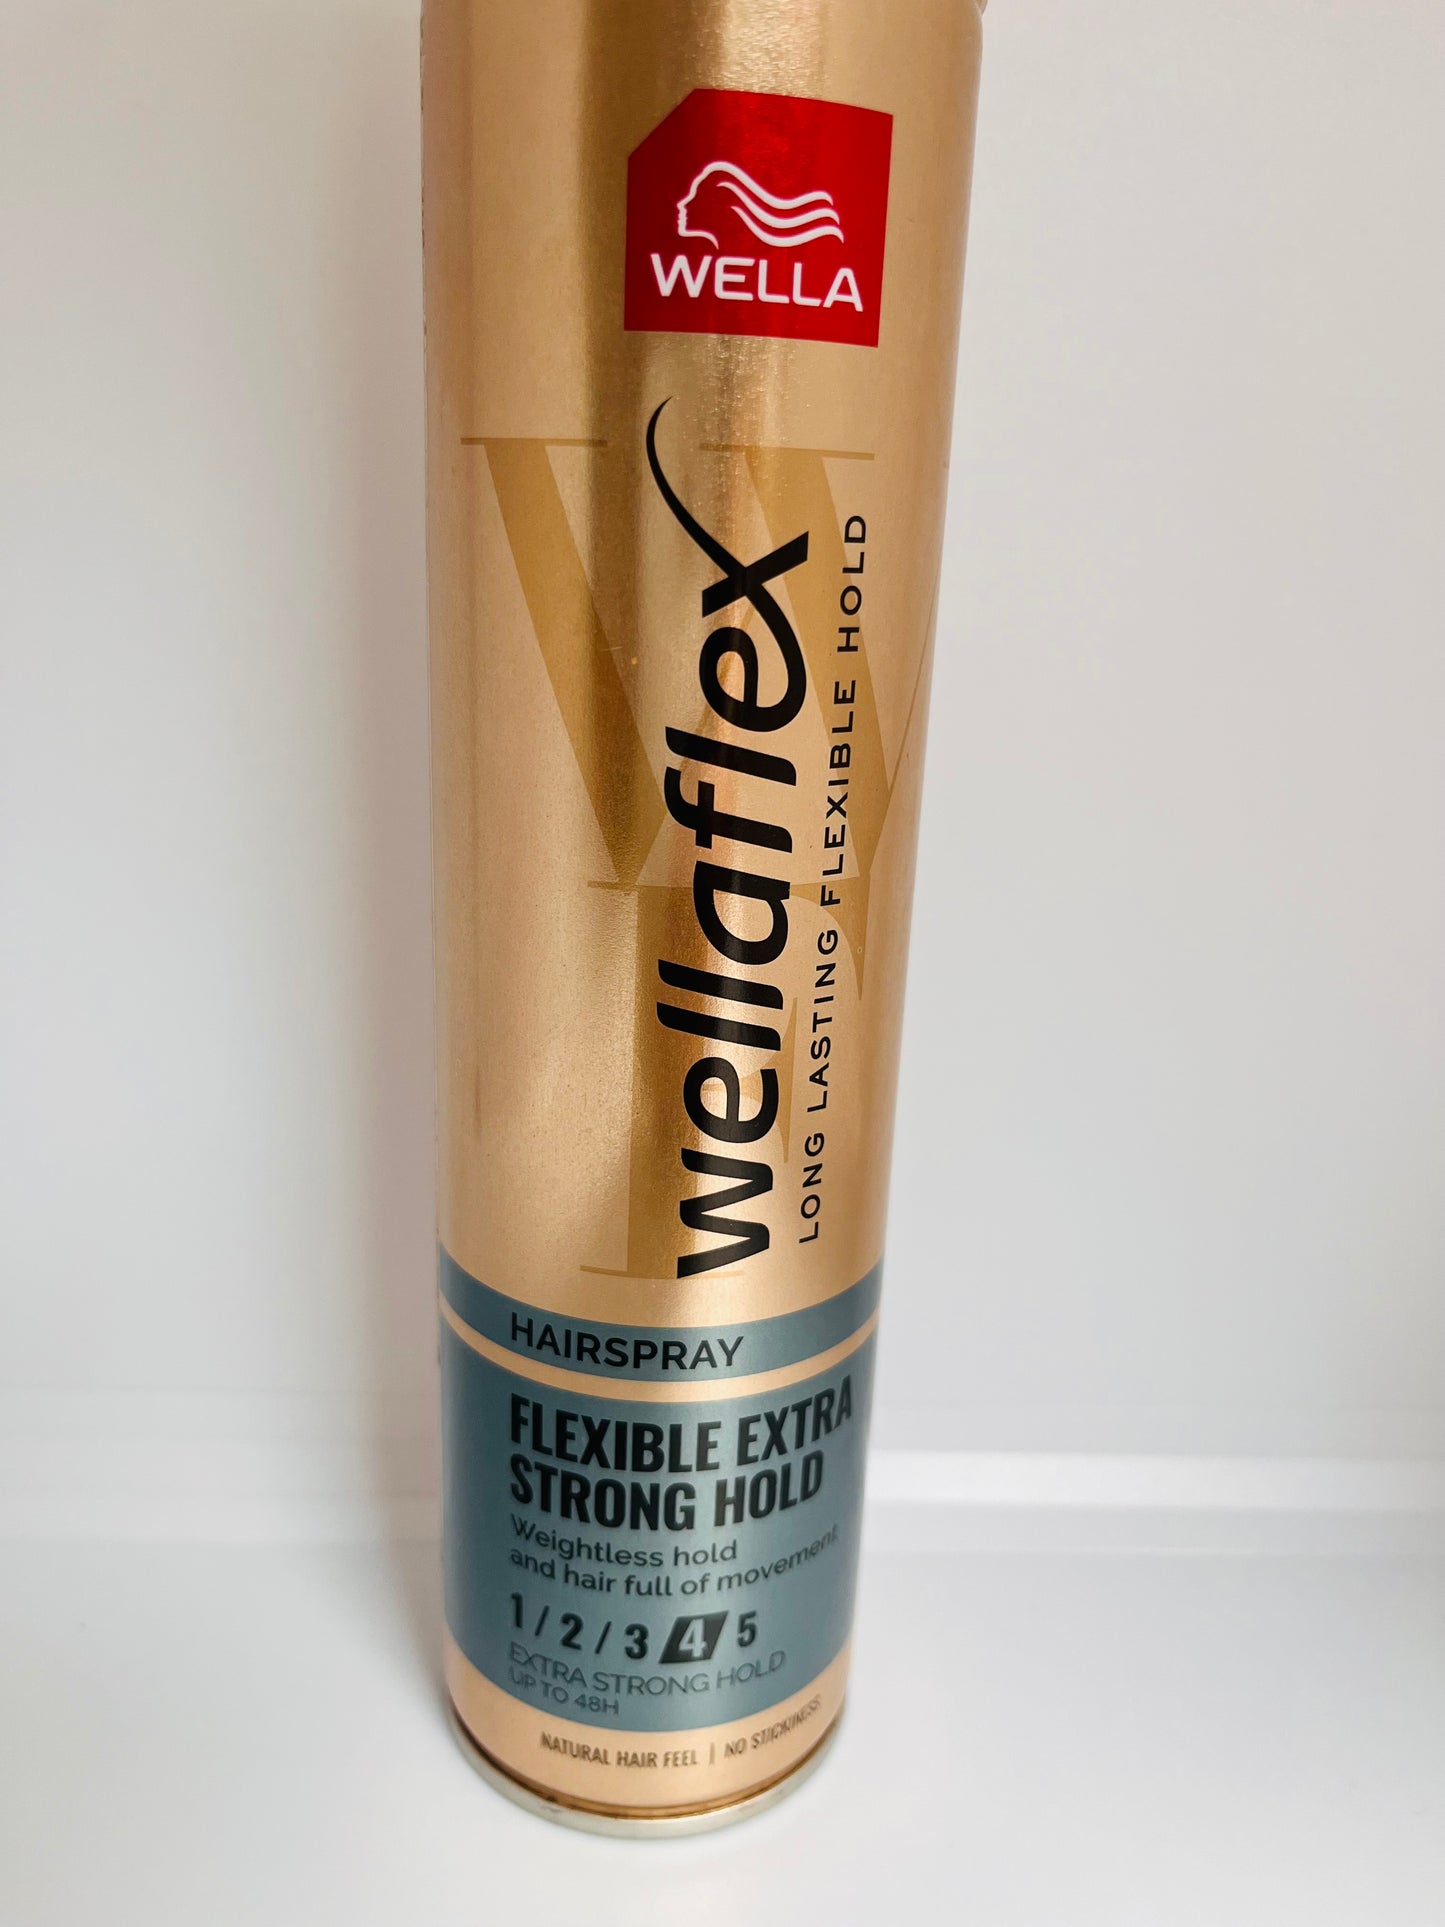 WELLA
wellaflex
LONG LASTING FLEXIBLE HOLD
HAIRSPRAY
FLEXIBLE EXTRA
STRONG HOLD
Weightless hold
and hair full of movement
1 / 2 / 3 / 4 / 5
EXTRA STRONG HOLD
UP TO 48H
NATURAL HAIR FEEL | NO STICKINESS